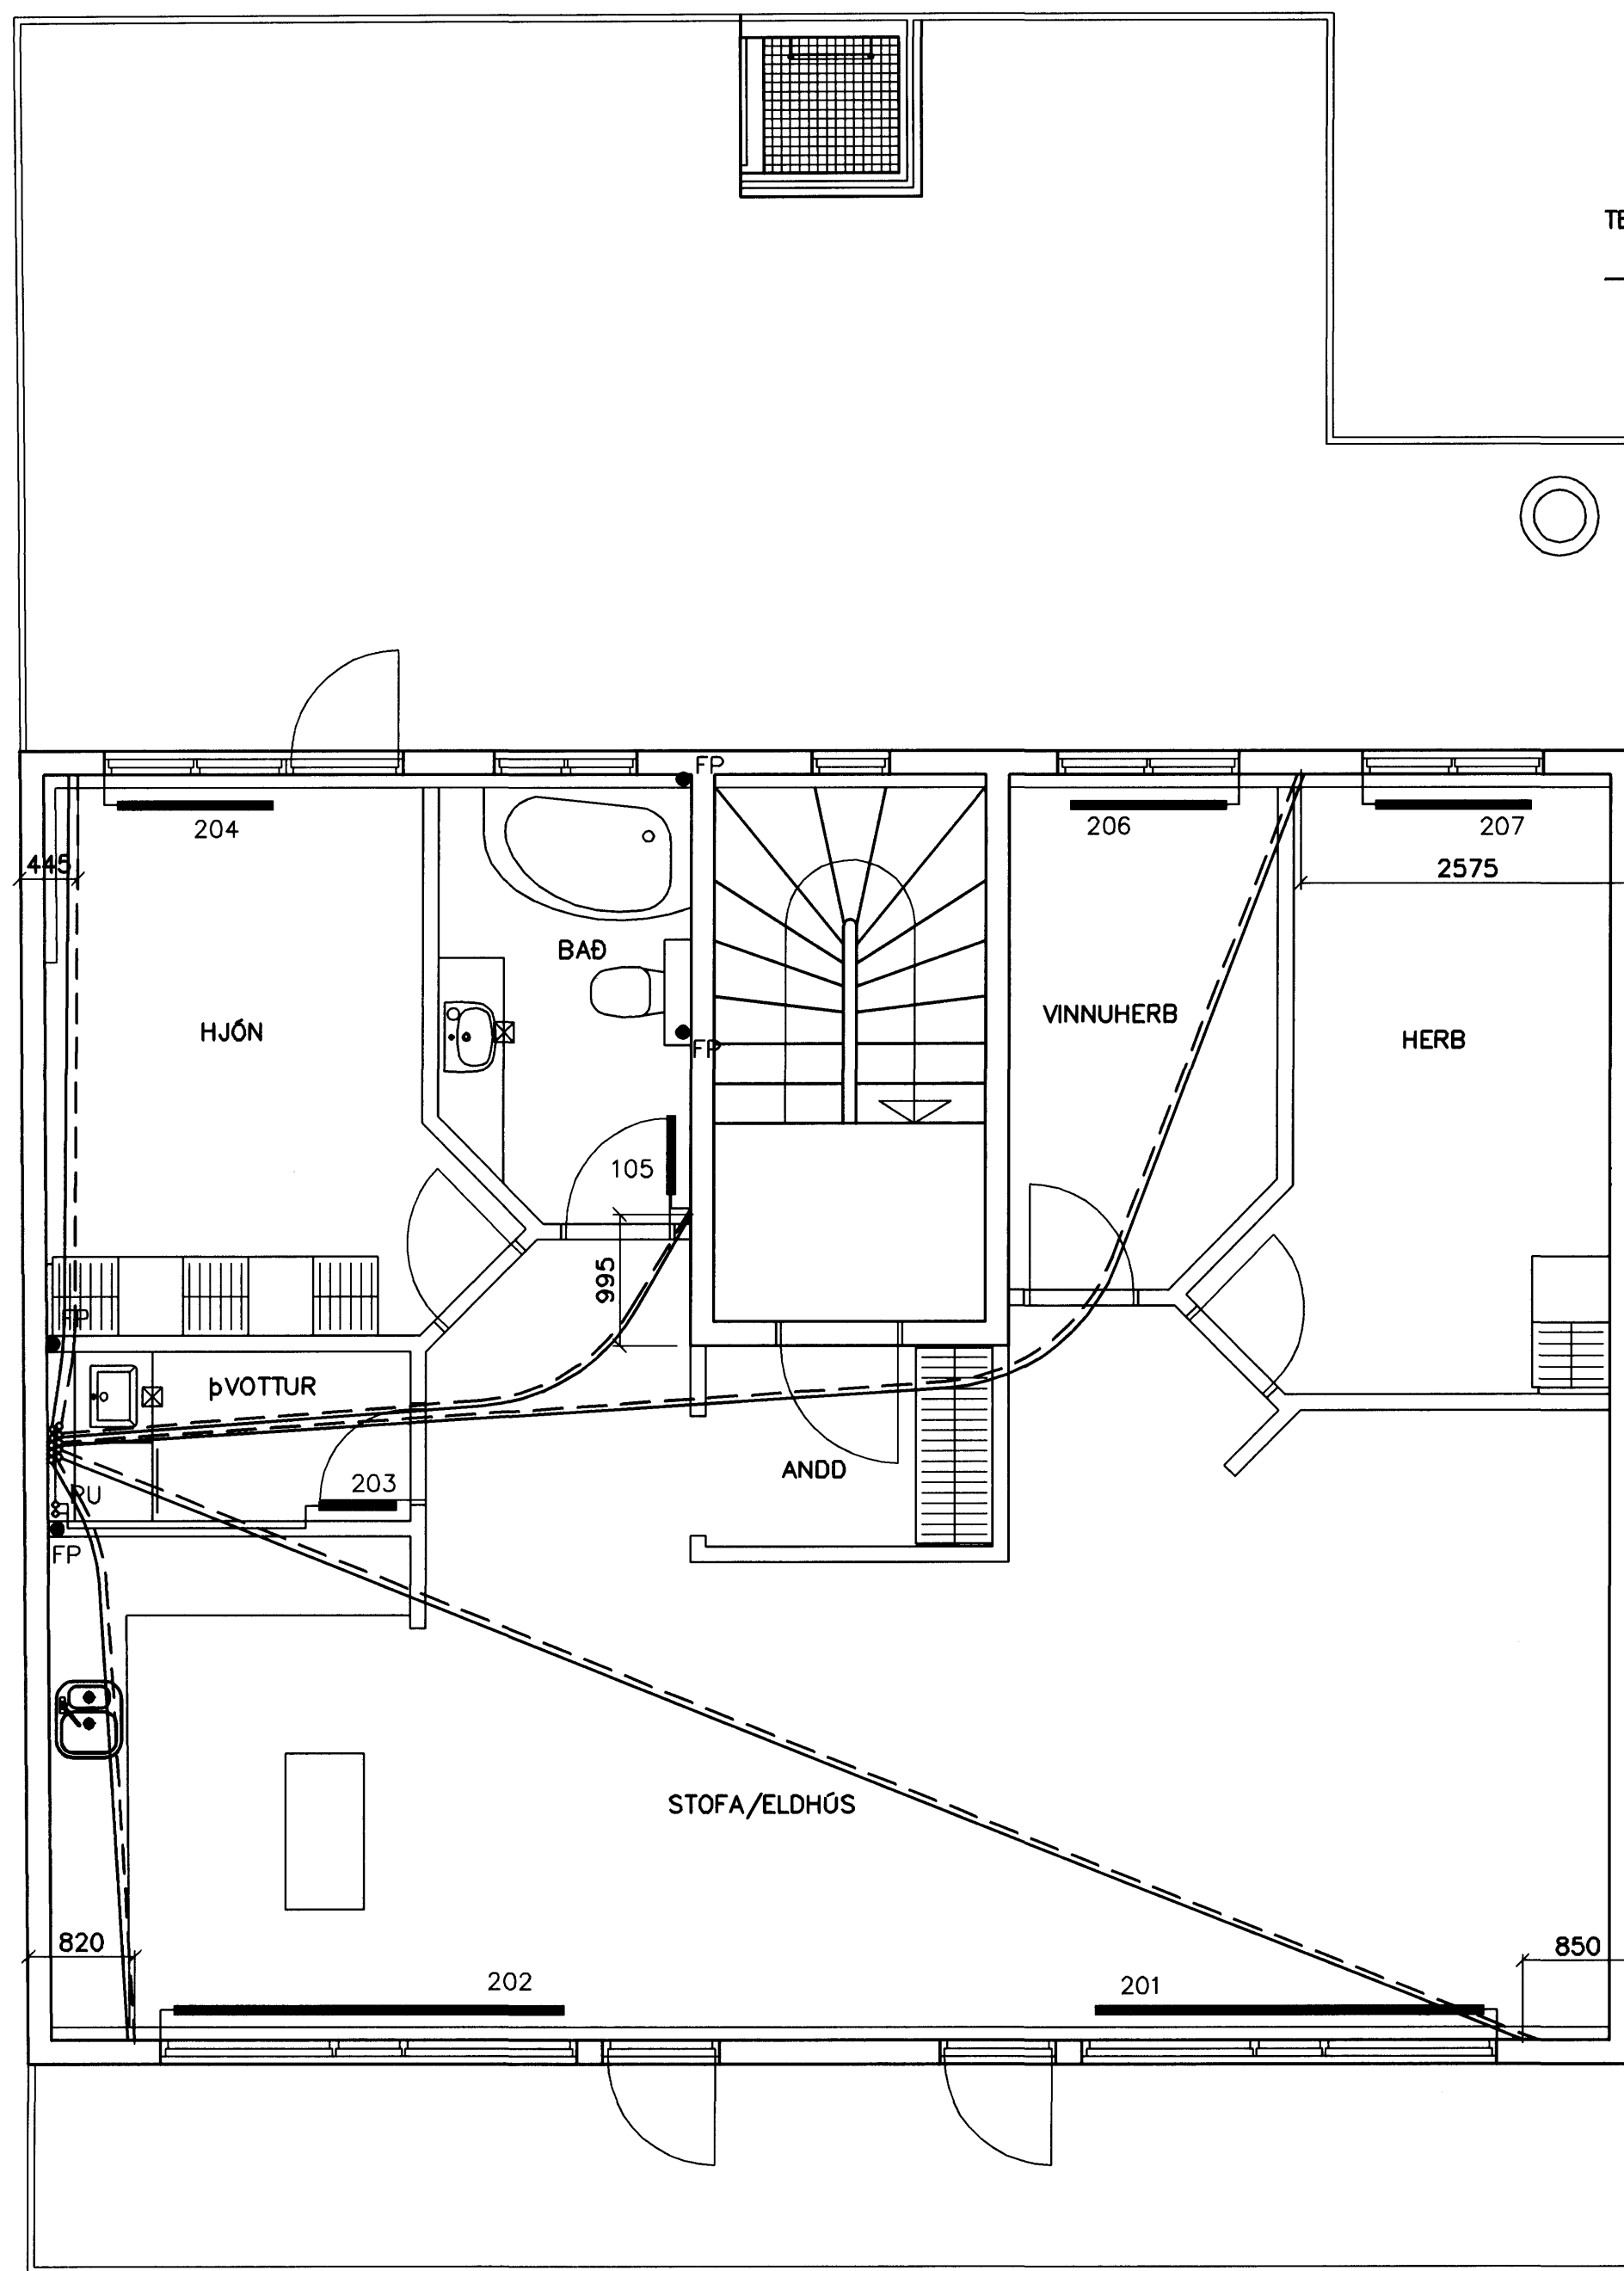 TE
FP
204
206
207
445
2575
BAÐ
VINNUHERB
HJÓN
HERB
FP
105
995
FP
ÞVOTTUR
ANDD
203
PU
FP
STOFA/ELDHÚS
820
850
202
201